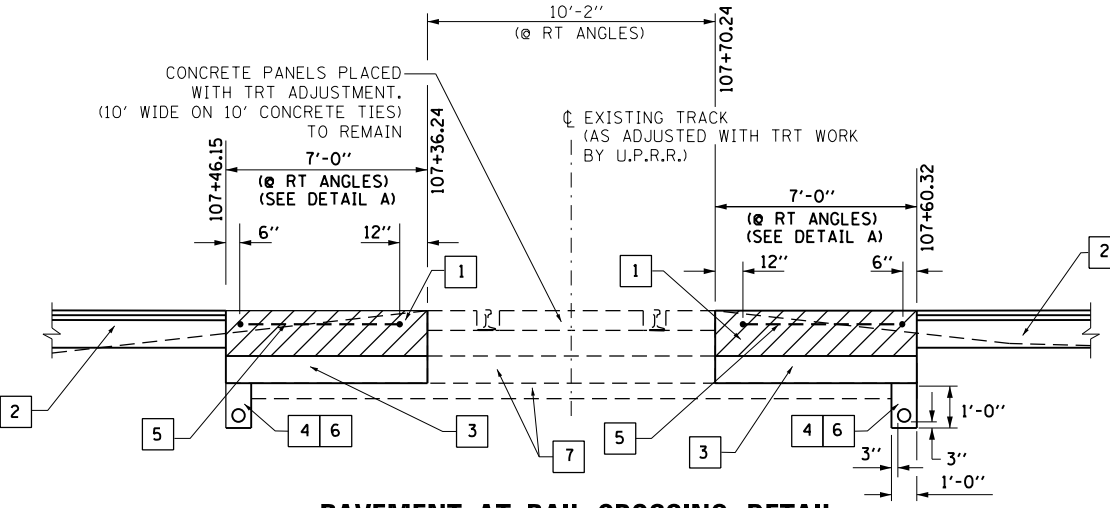 10'-2"
(@ RT ANGLES)
107+70.24
CONCRETE PANELS PLACED
WITH TRT ADJUSTMENT.
(10' WIDE ON 10' CONCRETE TIES)
TO REMAIN
℄ EXISTING TRACK
(AS ADJUSTED WITH TRT WORK
BY U.P.R.R.)
107+46.15
7'-0"
(@ RT ANGLES)
(SEE DETAIL A)
107+36.24
7'-0"
(@ RT ANGLES)
(SEE DETAIL A)
107+60.32
6"
12"
12"
6"
1
1
2
2
5
4 6
3
7
5
3
4 6
1'-0"
3"
3"
1'-0"
PAVEMENT AT RAIL CROSSING DETAIL